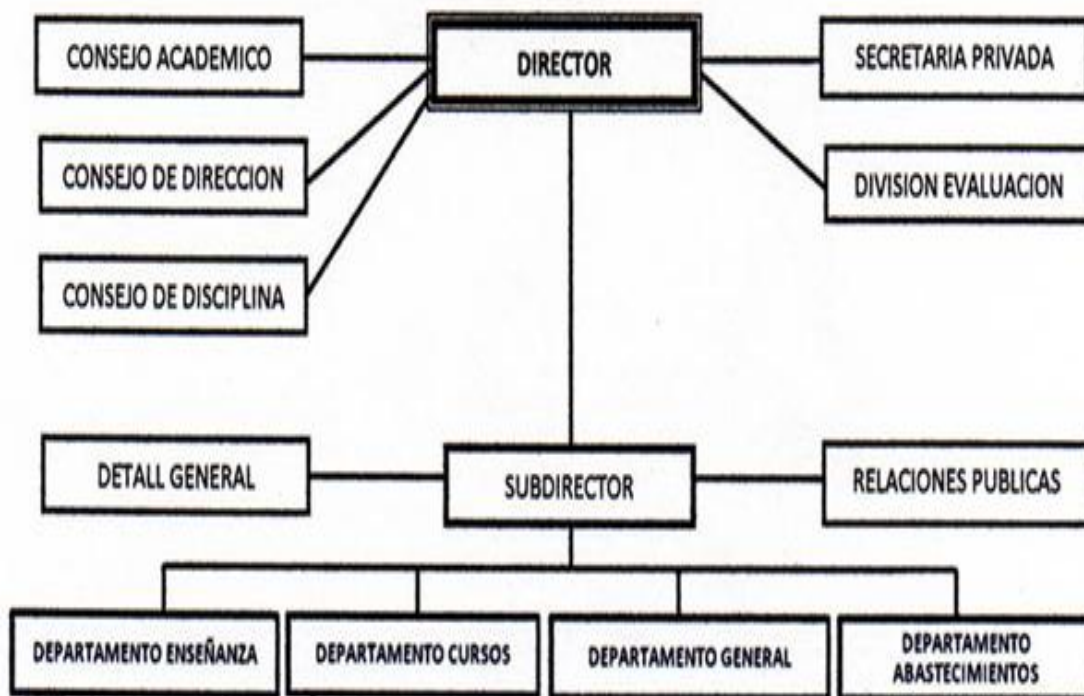 CONSEJO ACADEMICO
DIRECTOR
SECRETARIA PRIVADA
CONSEJO DE DIRECCION
DIVISION EVALUACION
CONSEJO DE DISCIPLINA
DETALL GENERAL
SUBDIRECTOR
RELACIONES PUBLICAS
DEPARTAMENTO ENSEÑANZA
DEPARTAMENTO CURSOS
DEPARTAMENTO GENERAL
DEPARTAMENTO
ABASTECIMIENTOS